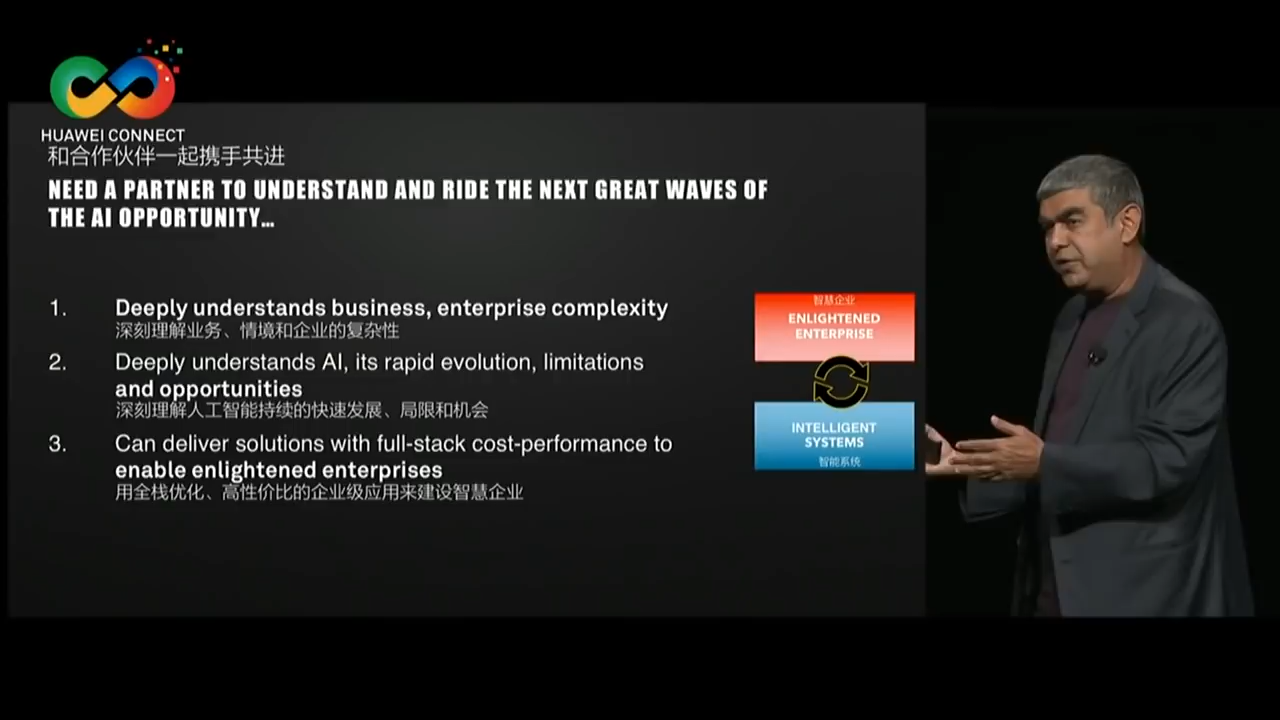 HUAWEI CONNECT
和合作伙伴一起携手共进
NEED A PARTNER TO UNDERSTAND AND RIDE THE NEXT GREAT WAVES OF
THE AI OPPORTUNITY…
1. Deeply understands business, enterprise complexity
深刻理解业务、情境和企业的复杂性
2. Deeply understands AI, its rapid evolution, limitations
and opportunities
深刻理解人工智能持续的快速发展、局限和机会
3. Can deliver solutions with full-stack cost-performance to
enable enlightened enterprises
用全栈优化、高性价比的企业级应用来建设智慧企业
智慧企业
ENLIGHTENED
ENTERPRISE
INTELLIGENT
SYSTEMS
智能系统